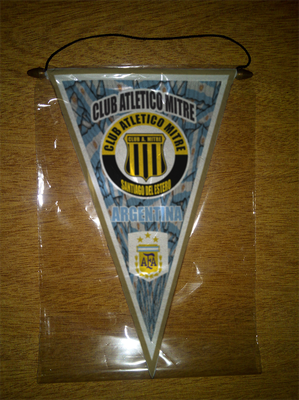 CLUB ATLETICO MITRE
CLUB ATLETICO MITRE
CLUB A. MITRE
SANTIAGO DEL ESTERO
ARGENTINA
AFA